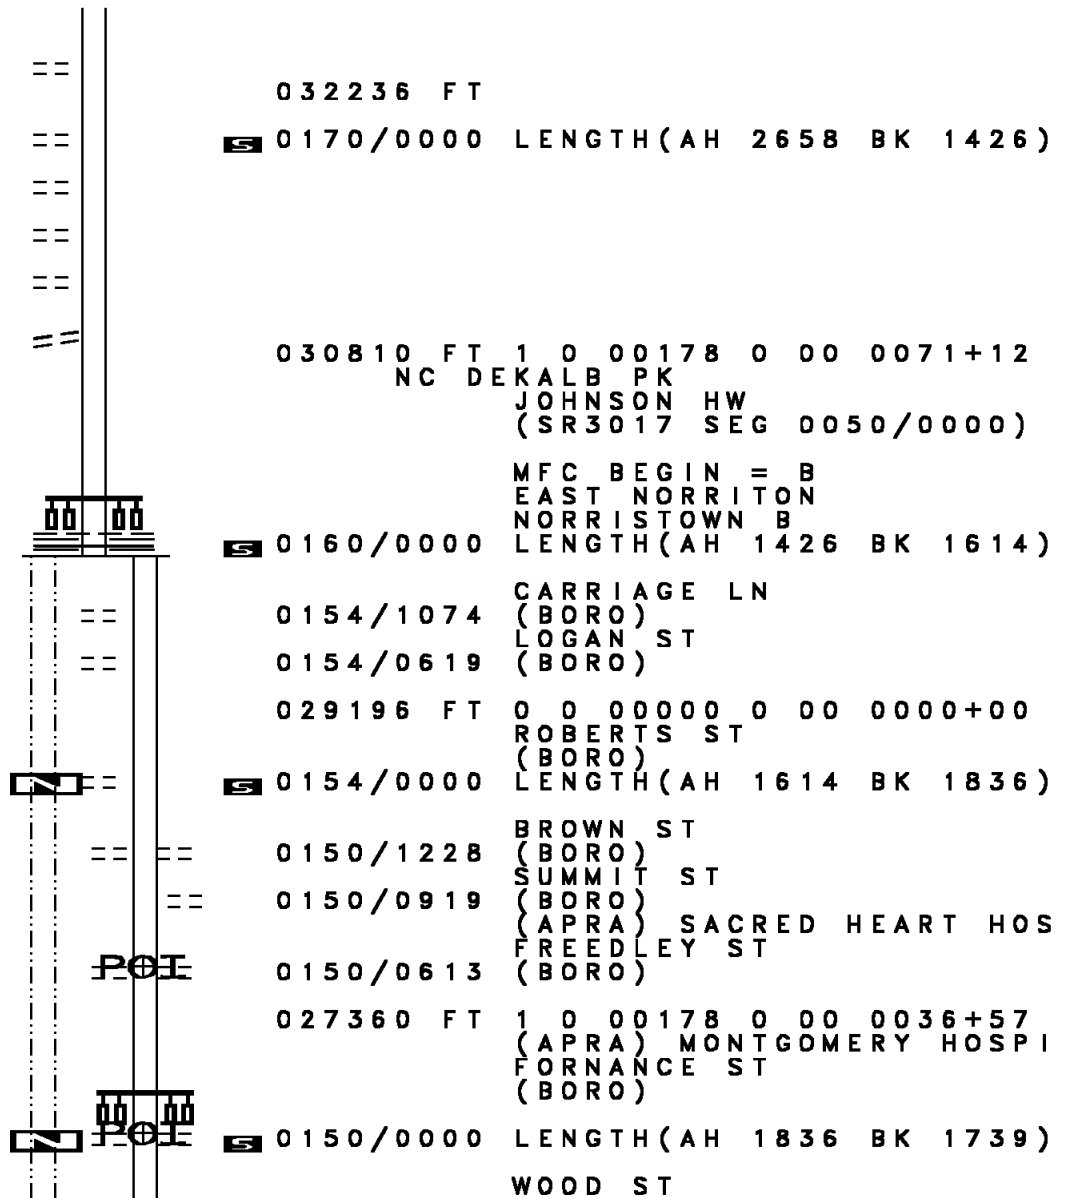 032236 FT
S 0170/0000 LENGTH(AH 2658 BK 1426)
030810 FT 1 0 00178 0 00 0071+12
NC DEKALB PK
JOHNSON HW
(SR3017 SEG 0050/0000)
MFC BEGIN = B
EAST NORRITON
NORRISTOWN B
S 0160/0000 LENGTH(AH 1426 BK 1614)
CARRIAGE LN
0154/1074 (BORO)
LOGAN ST
0154/0619 (BORO)
029196 FT 0 0 00000 0 00 0000+00
ROBERTS ST
(BORO)
N S 0154/0000 LENGTH(AH 1614 BK 1836)
BROWN ST
0150/1228 (BORO)
SUMMIT ST
0150/0919 (BORO)
(APRA) SACRED HEART HOS
FREEDLEY ST
POI 0150/0613 (BORO)
027360 FT 1 0 00178 0 00 0036+57
(APRA) MONTGOMERY HOSPI
FORNANCE ST
(BORO)
N POI S 0150/0000 LENGTH(AH 1836 BK 1739)
WOOD ST